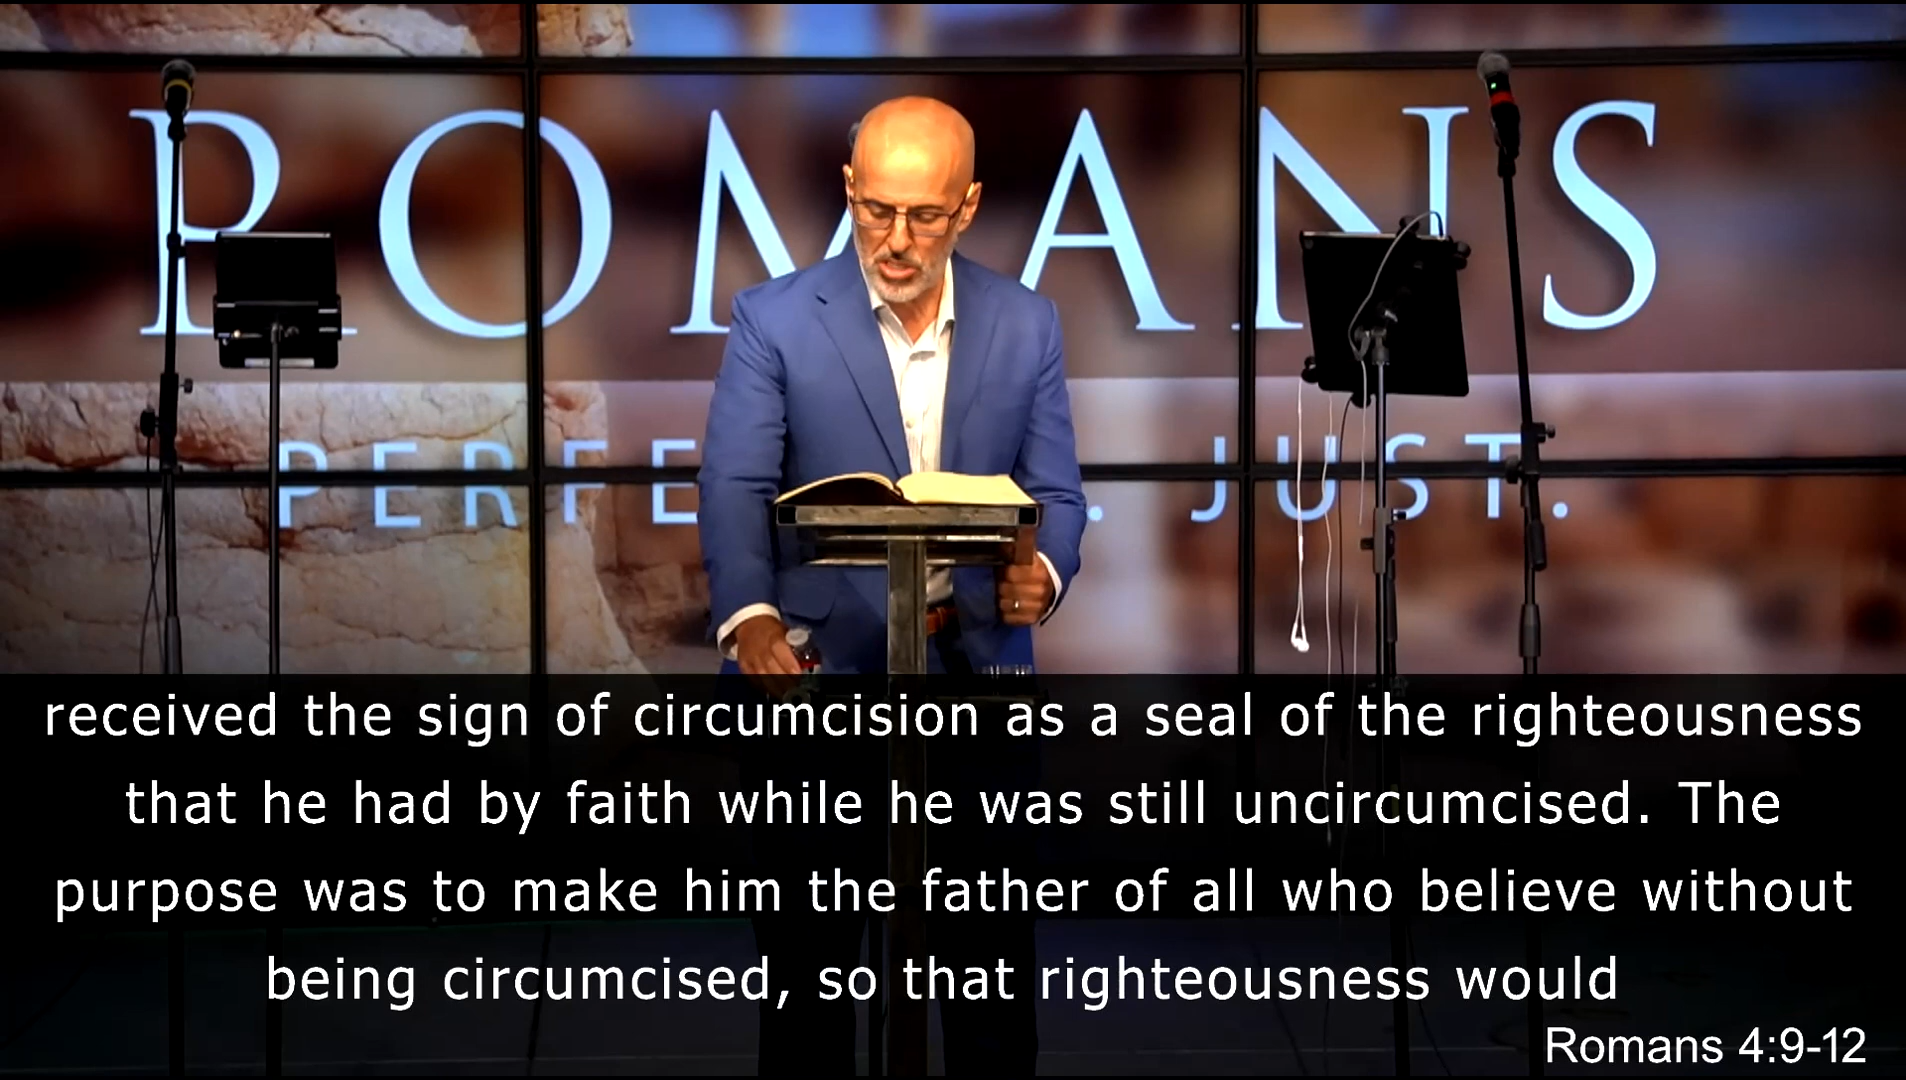 ROMANS
PERFE . JUST.
received the sign of circumcision as a seal of the righteousness
that he had by faith while he was still uncircumcised. The
purpose was to make him the father of all who believe without
being circumcised, so that righteousness would
Romans 4:9-12